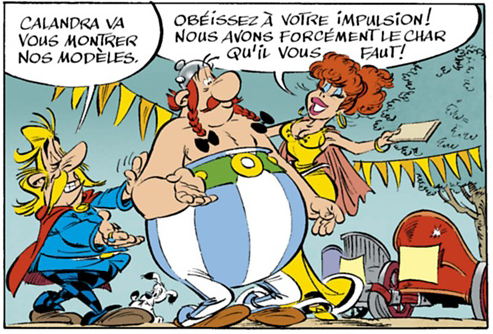 CALANDRA VA
VOUS MONTRER
NOS MODÈLES.
OBÉISSEZ À VOTRE IMPULSION!
NOUS AVONS FORCÉMENT LE CHAR
QU'IL VOUS FAUT!